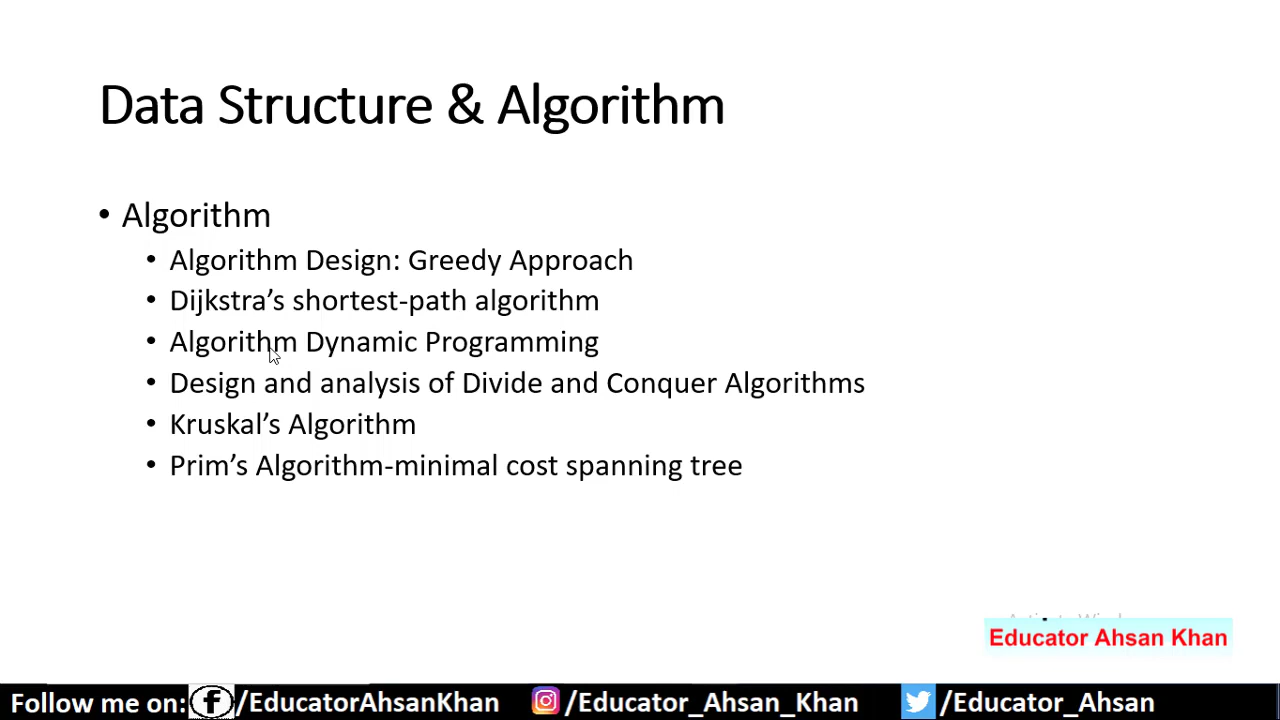 Data Structure & Algorithm
• Algorithm
• Algorithm Design: Greedy Approach
• Dijkstra’s shortest-path algorithm
• Algorithm Dynamic Programming
• Design and analysis of Divide and Conquer Algorithms
• Kruskal’s Algorithm
• Prim’s Algorithm-minimal cost spanning tree
Educator Ahsan Khan
Follow me on: /EducatorAhsanKhan /Educator_Ahsan_Khan /Educator_Ahsan